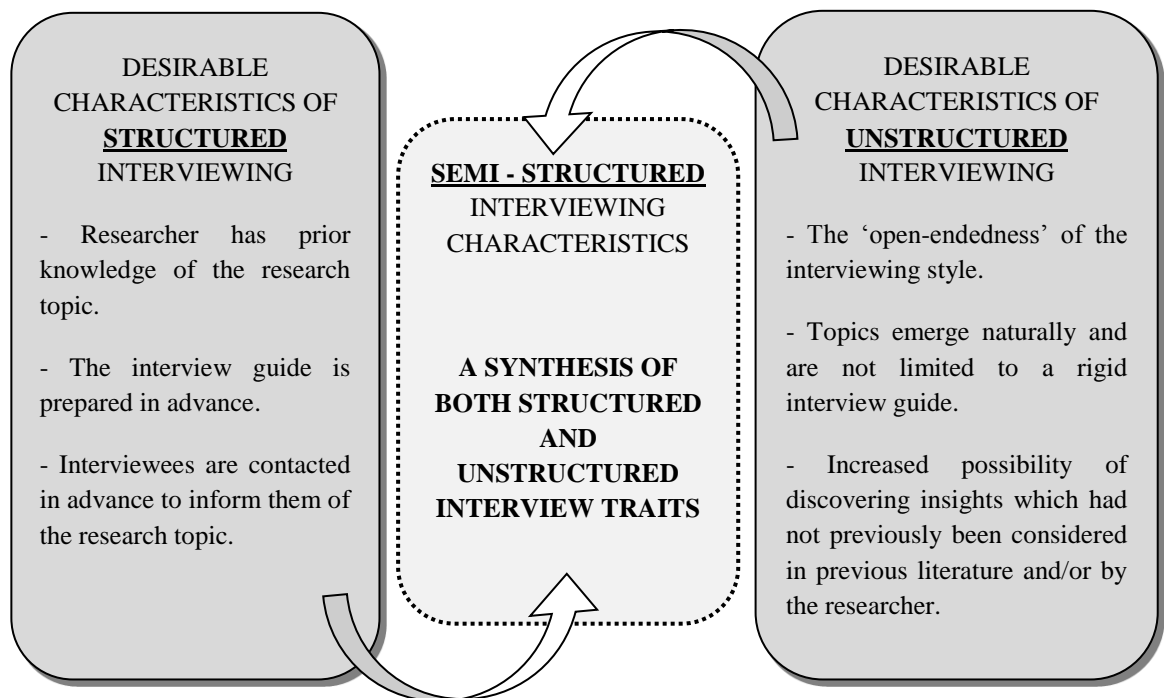 DESIRABLE
CHARACTERISTICS OF
STRUCTURED
INTERVIEWING
- Researcher has prior
knowledge of the research
topic.
- The interview guide is
prepared in advance.
- Interviewees are contacted
in advance to inform them of
the research topic.
SEMI - STRUCTURED
INTERVIEWING
CHARACTERISTICS
A SYNTHESIS OF
BOTH STRUCTURED
AND
UNSTRUCTURED
INTERVIEW TRAITS
DESIRABLE
CHARACTERISTICS OF
UNSTRUCTURED
INTERVIEWING
- The ‘open-endedness’ of the
interviewing style.
- Topics emerge naturally and
are not limited to a rigid
interview guide.
- Increased possibility of
discovering insights which had
not previously been considered
in previous literature and/or by
the researcher.